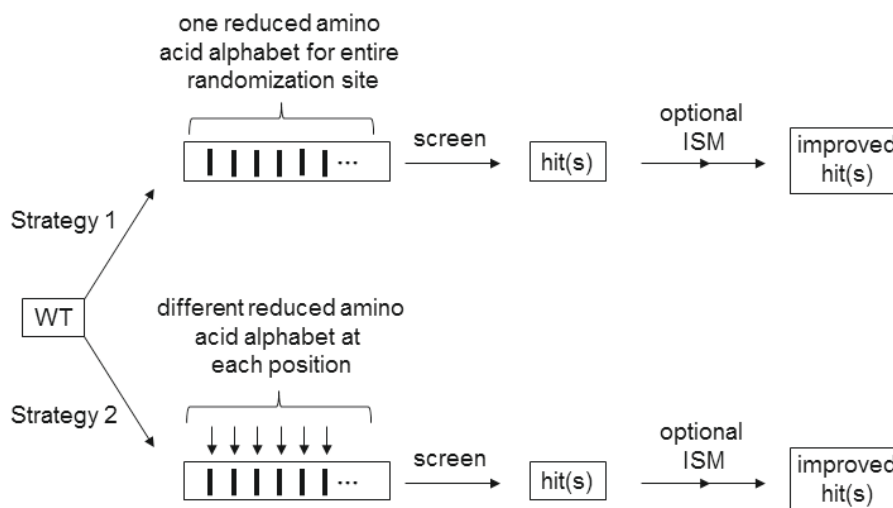 one reduced amino
acid alphabet for entire
randomization site
...
screen
hit(s)
optional
ISM
improved
hit(s)
Strategy 1
WT
Strategy 2
different reduced amino
acid alphabet at
each position
...
screen
hit(s)
optional
ISM
improved
hit(s)